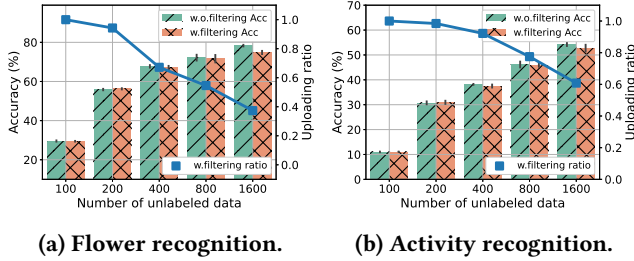 w.o.filtering Acc
w.filtering Acc
Accuracy (%)
80
60
40
20
1.0
0.8
0.6
0.4
0.2
0.0
Uploading ratio
w.filtering ratio
100 200 400 800 1600
Number of unlabeled data
(a) Flower recognition.
w.o.filtering Acc
w.filtering Acc
Accuracy (%)
70
60
50
40
30
20
10
0
1.0
0.8
0.6
0.4
0.2
0.0
Uploading ratio
w.filtering ratio
100 200 400 800 1600
Number of unlabeled data
(b) Activity recognition.